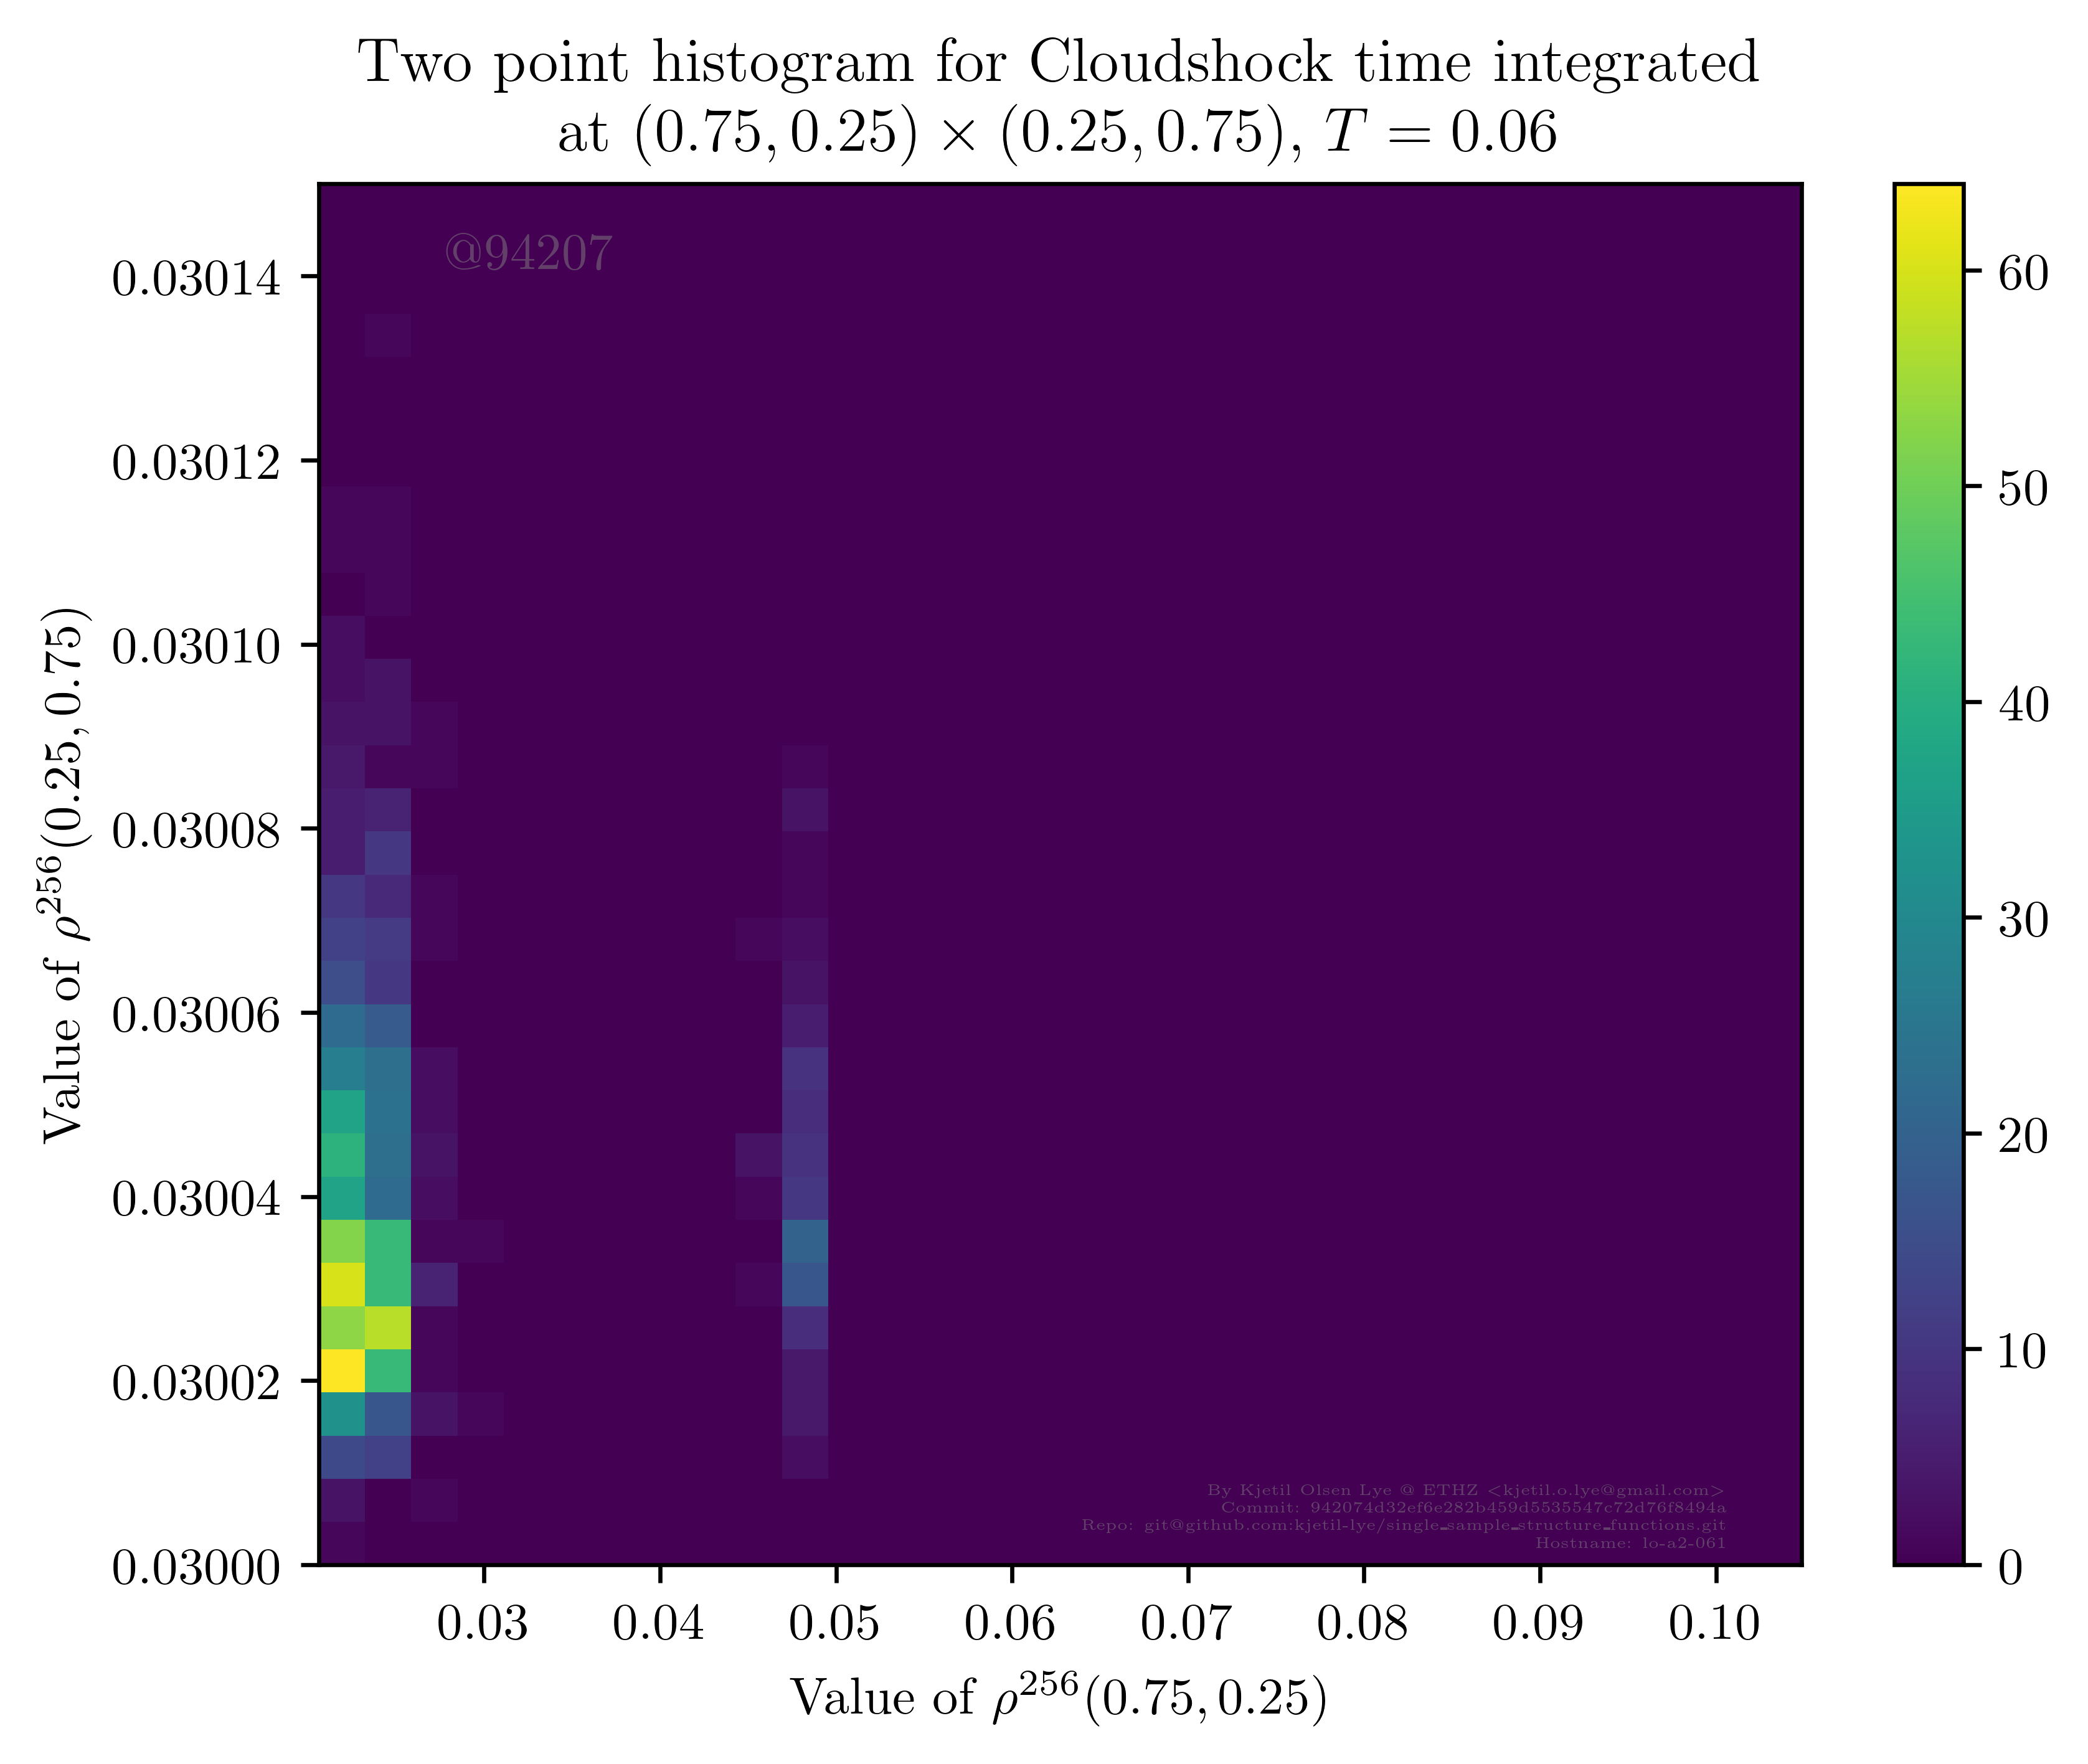 Two point histogram for Cloudshock time integrated
at (0.75, 0.25) × (0.25, 0.75), T = 0.06
@94207
0.03014
0.03012
0.03010
0.03008
0.03006
0.03004
0.03002
0.03000
Value of ρ^256(0.25, 0.75)
60
50
40
30
20
10
0
By Kjetil Olsen Lye @ ETHZ <kjetil.o.lye@gmail.com>
Commit: 942074d32ef6e282b459d5535547c72d76f8494a
Repo: git@github.com:kjetil-lye/single_sample_structure_functions.git
Hostname: lo-a2-061
0.03 0.04 0.05 0.06 0.07 0.08 0.09 0.10
Value of ρ^256(0.75, 0.25)